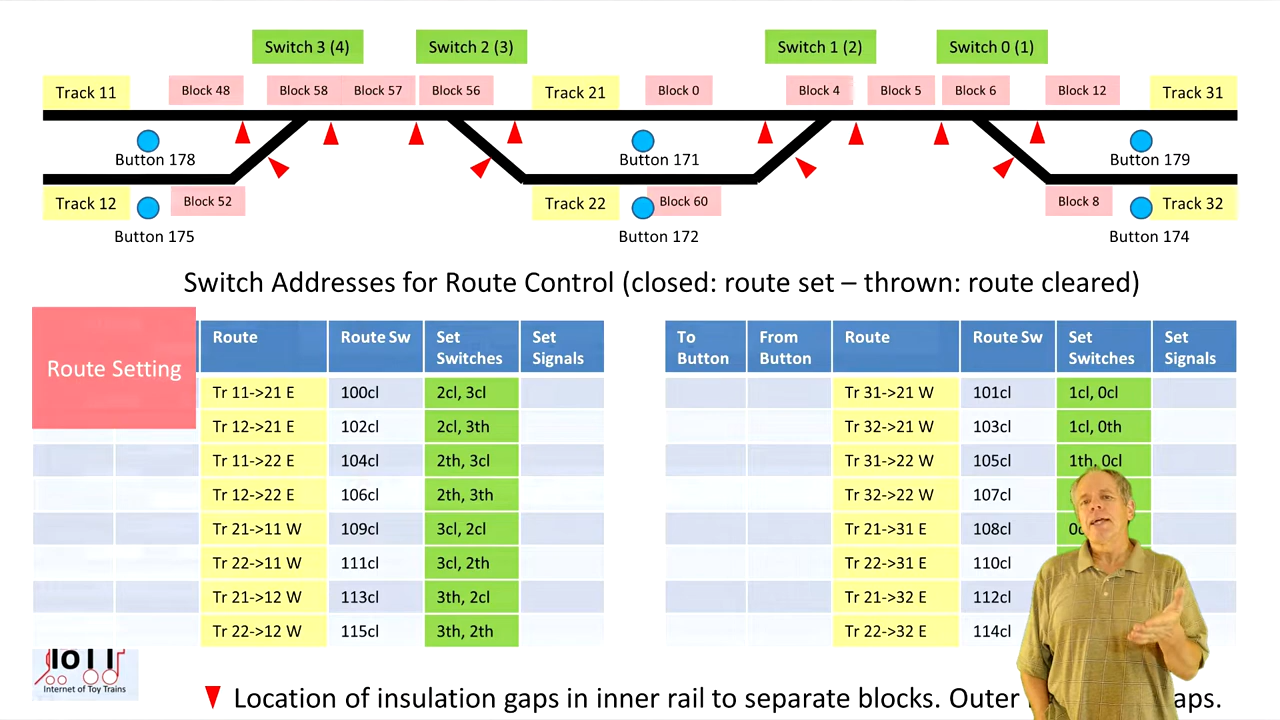 Switch 3 (4) Switch 2 (3) Switch 1 (2) Switch 0 (1)
Track 11 Block 48 Block 58 Block 57 Block 56 Track 21 Block 0 Block 4 Block 5 Block 6 Block 12 Track 31
Button 178 Button 171 Button 179
Track 12 Block 52 Track 22 Block 60 Block 8 Track 32
Button 175 Button 172 Button 174
Switch Addresses for Route Control (closed: route set – thrown: route cleared)
Route Setting
Route Route Sw Set Switches Set Signals
Tr 11->21 E 100cl 2cl, 3cl
Tr 12->21 E 102cl 2cl, 3th
Tr 11->22 E 104cl 2th, 3cl
Tr 12->22 E 106cl 2th, 3th
Tr 21->11 W 109cl 3cl, 2cl
Tr 22->11 W 111cl 3cl, 2th
Tr 21->12 W 113cl 3th, 2cl
Tr 22->12 W 115cl 3th, 2th
To Button From Button Route Route Sw Set Switches Set Signals
Tr 31->21 W 101cl 1cl, 0cl
Tr 32->21 W 103cl 1cl, 0th
Tr 31->22 W 105cl 1th, 0cl
Tr 32->22 W 107cl
Tr 21->31 E 108cl
Tr 22->31 E 110cl
Tr 21->32 E 112cl
Tr 22->32 E 114cl
IoTT
Internet of Toy Trains
Location of insulation gaps in inner rail to separate blocks. Outer aps.